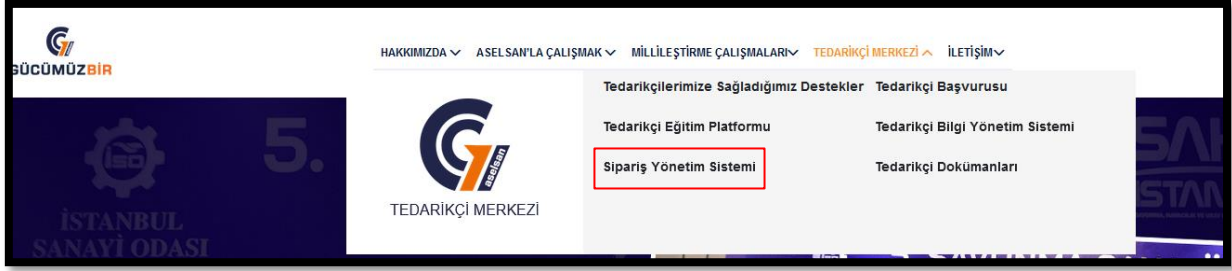 GÜCÜMÜZBİR
HAKKIMIZDA ASELSAN'LA ÇALIŞMAK MİLLİLEŞTİRME ÇALIŞMALARI TEDARİKÇİ MERKEZİ İLETİŞİM
Tedarikçilerimize Sağladığımız Destekler Tedarikçi Başvurusu
Tedarikçi Eğitim Platformu Tedarikçi Bilgi Yönetim Sistemi
Sipariş Yönetim Sistemi Tedarikçi Dokümanları
aselsan
TEDARİKÇİ MERKEZİ
İSO
5.
İSTANBUL
SANAYİ ODASI